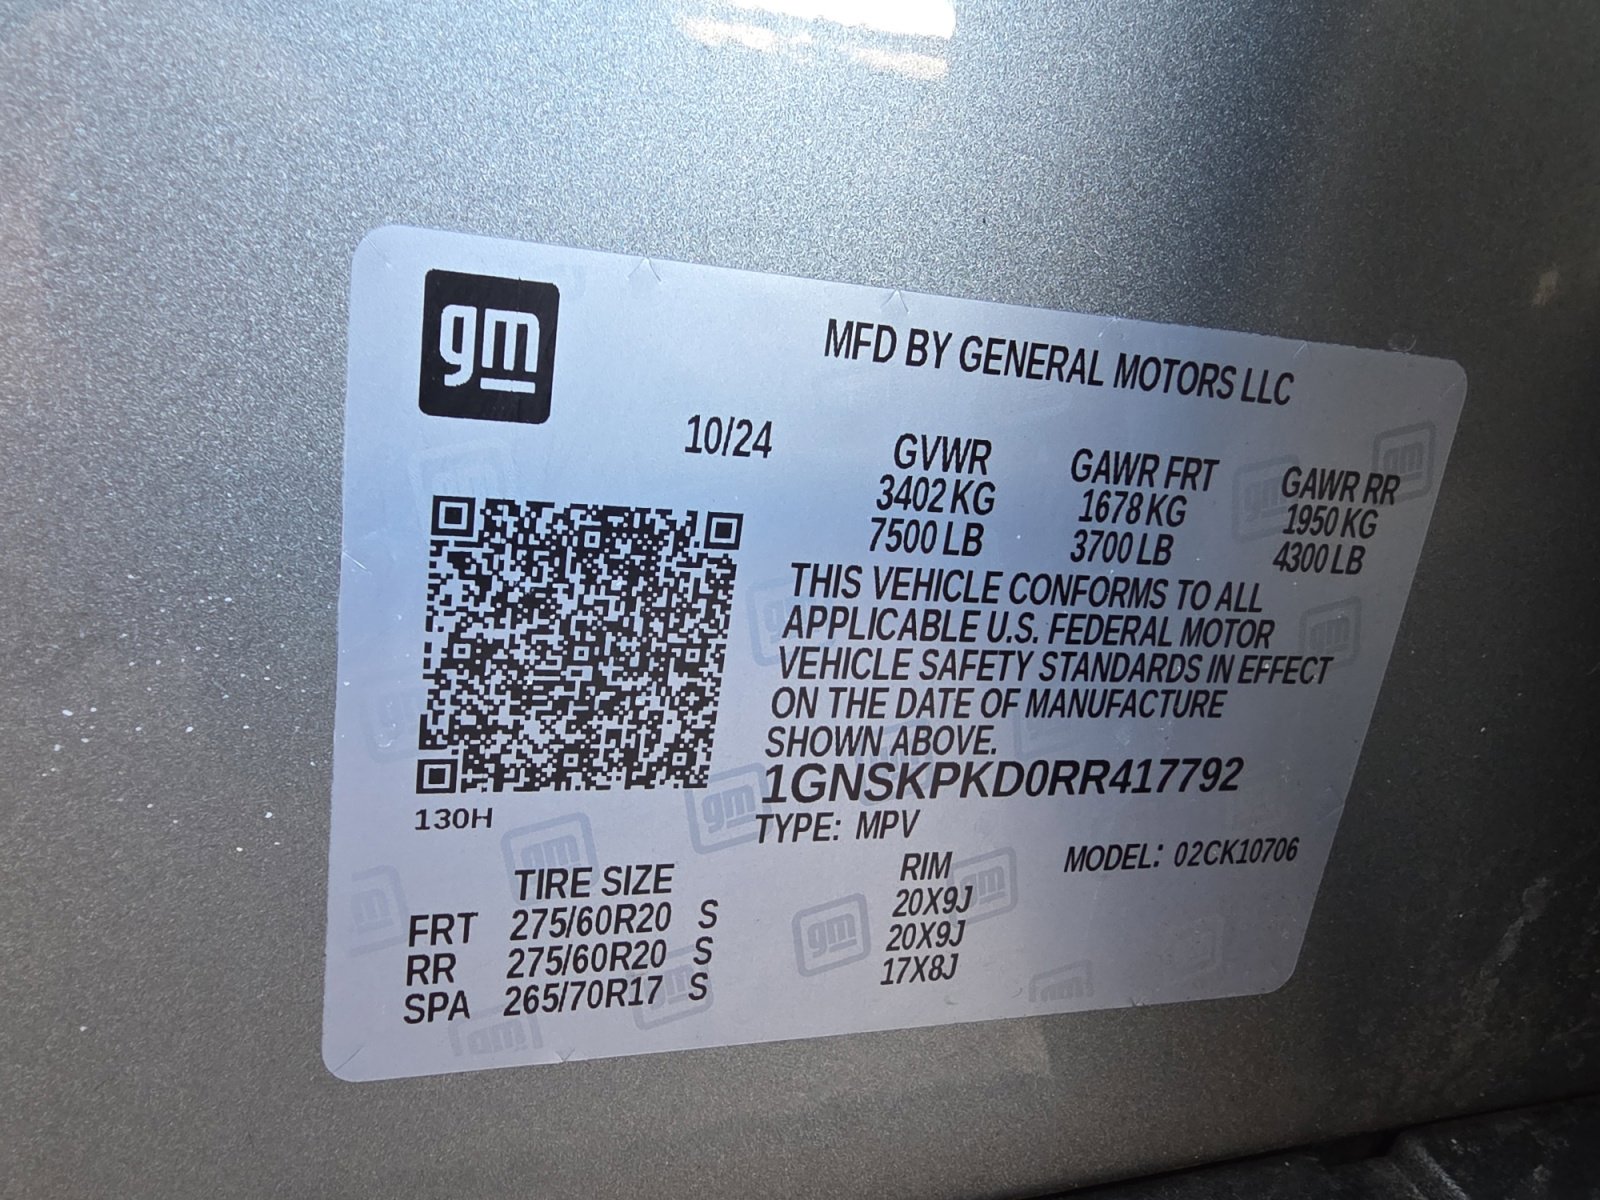 gm
MFD BY GENERAL MOTORS LLC
10/24
GVWR GAWR FRT GAWR RR
3402 KG 1678 KG 1950 KG
7500 LB 3700 LB 4300 LB
THIS VEHICLE CONFORMS TO ALL
APPLICABLE U.S. FEDERAL MOTOR
VEHICLE SAFETY STANDARDS IN EFFECT
ON THE DATE OF MANUFACTURE
SHOWN ABOVE.
1GNSKPKD0RR417792
130H
TYPE: MPV
MODEL: 02CK10706
TIRE SIZE RIM
FRT 275/60R20 S 20X9J
RR 275/60R20 S 20X9J
SPA 265/70R17 S 17X8J